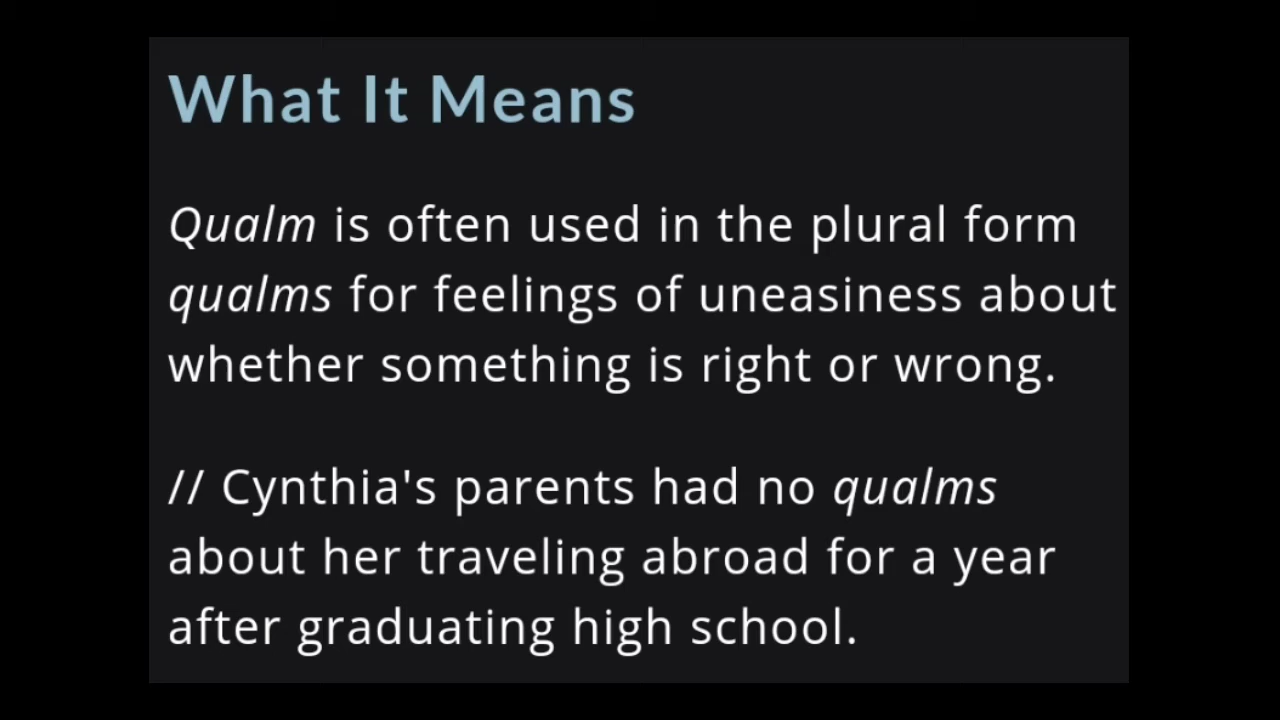 What It Means
Qualm is often used in the plural form
qualms for feelings of uneasiness about
whether something is right or wrong.
// Cynthia's parents had no qualms
about her traveling abroad for a year
after graduating high school.